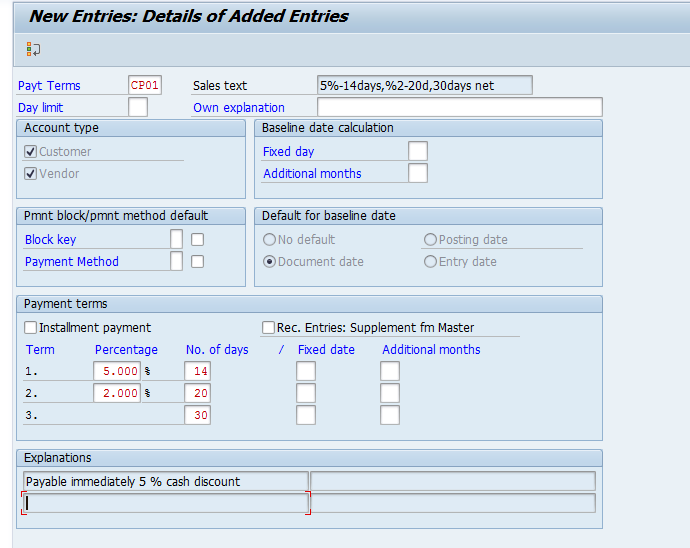 New Entries: Details of Added Entries
Payt Terms CP01 Sales text 5%-14days,%2-20d,30days net
Day limit Own explanation
Account type Baseline date calculation
Customer Fixed day
Vendor Additional months
Pmnt block/pmnt method default Default for baseline date
Block key No default Posting date
Payment Method Document date Entry date
Payment terms
Installment payment Rec. Entries: Supplement fm Master
Term Percentage No. of days / Fixed date Additional months
1. 5.000 % 14
2. 2.000 % 20
3. 30
Explanations
Payable immediately 5 % cash discount